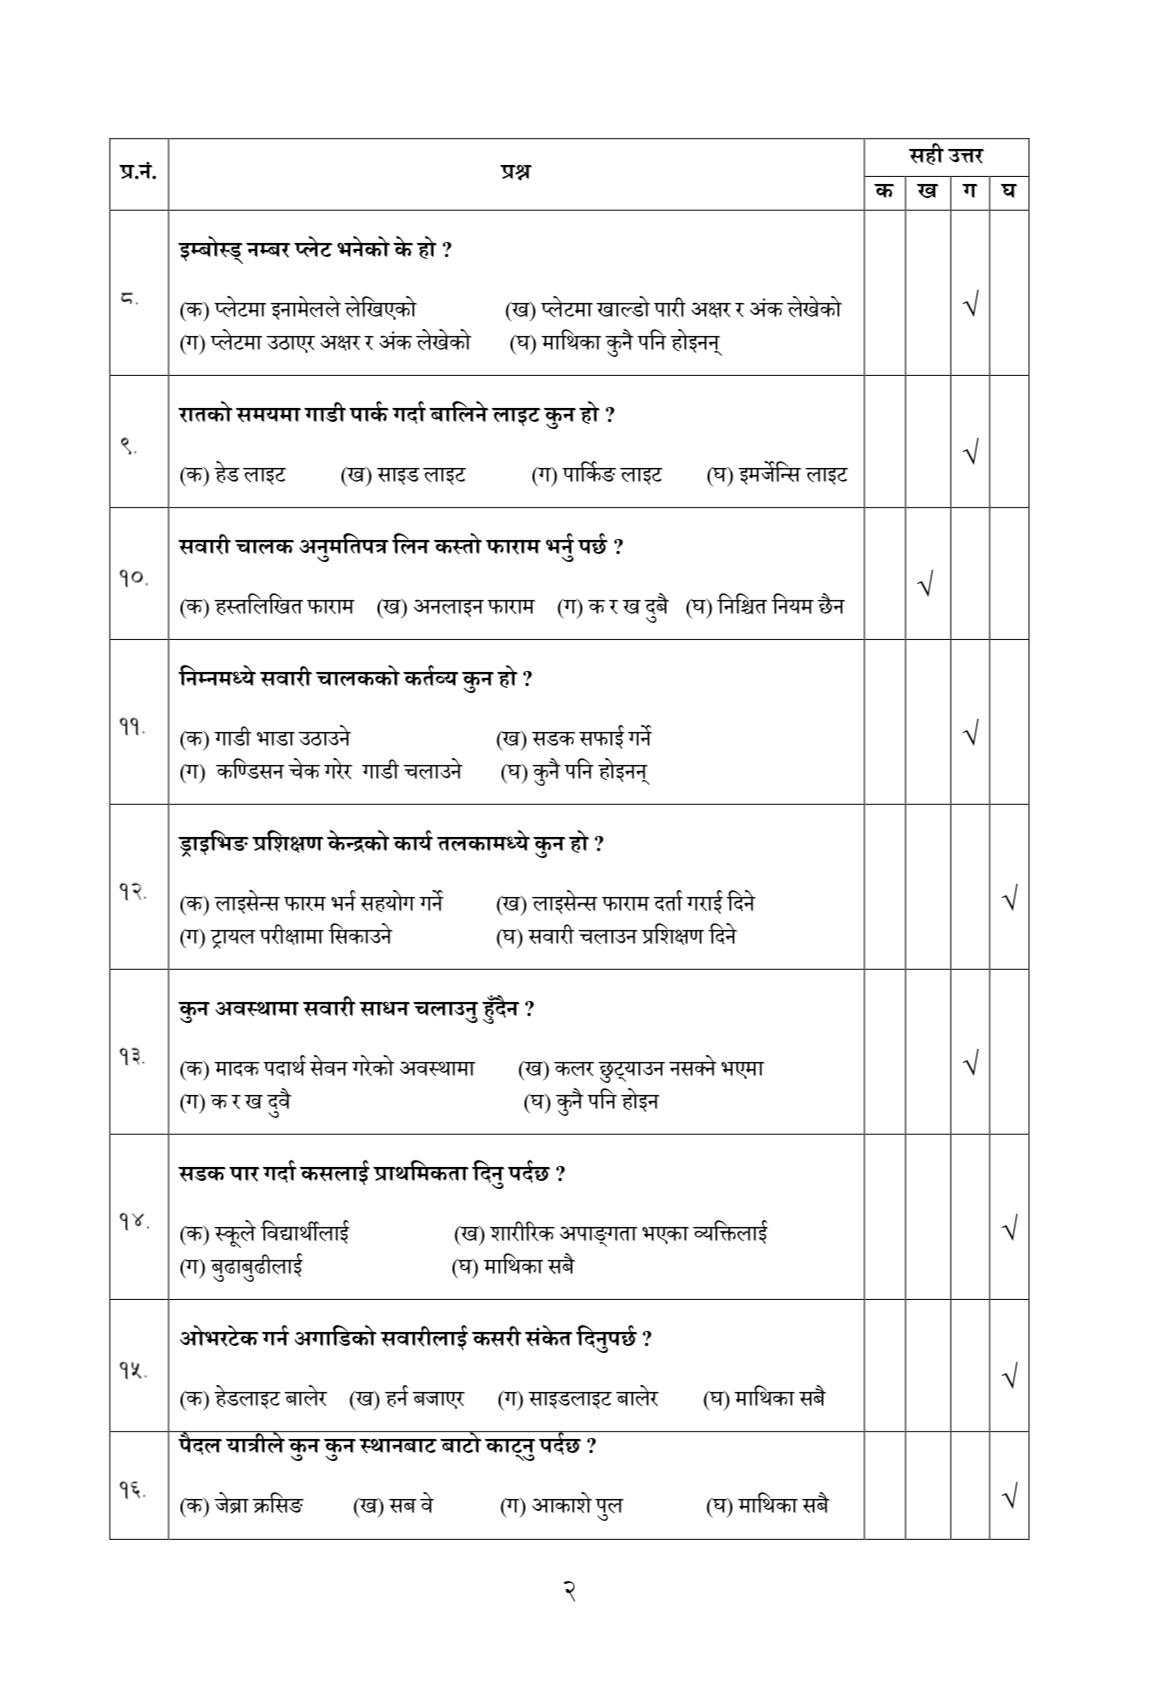 प्र.नं. प्रश्न सही उत्तर
क ख ग घ
इम्बोस्ड् नम्बर प्लेट भनेको के हो ?
८. (क) प्लेटमा इनामेलले लेखिएको (ख) प्लेटमा खाल्डो पारी अक्षर र अंक लेखेको √
(ग) प्लेटमा उठाएर अक्षर र अंक लेखेको (घ) माथिका कुनै पनि होइनन्
रातको समयमा गाडी पार्क गर्दा बालिने लाइट कुन हो ?
९. (क) हेड लाइट (ख) साइड लाइट (ग) पार्किङ लाइट (घ) इमर्जेन्सि लाइट √
सवारी चालक अनुमतिपत्र लिन कस्तो फाराम भर्नु पर्छ ?
१०. (क) हस्तलिखित फाराम (ख) अनलाइन फाराम (ग) क र ख दुबै (घ) निश्चित नियम छैन √
निम्नमध्ये सवारी चालकको कर्तव्य कुन हो ?
११. (क) गाडी भाडा उठाउने (ख) सडक सफाई गर्ने √
(ग) कण्डिसन चेक गरेर गाडी चलाउने (घ) कुनै पनि होइनन्
ड्राइभिङ प्रशिक्षण केन्द्रको कार्य तलकामध्ये कुन हो ?
१२. (क) लाइसेन्स फारम भर्न सहयोग गर्ने (ख) लाइसेन्स फाराम दर्ता गराई दिने √
(ग) ट्रायल परीक्षामा सिकाउने (घ) सवारी चलाउन प्रशिक्षण दिने
कुन अवस्थामा सवारी साधन चलाउनु हुँदैन ?
१३. (क) मादक पदार्थ सेवन गरेको अवस्थामा (ख) कलर छुट्याउन नसक्ने भएमा √
(ग) क र ख दुवै (घ) कुनै पनि होइन
सडक पार गर्दा कसलाई प्राथमिकता दिनु पर्दछ ?
१४. (क) स्कूले विद्यार्थीलाई (ख) शारीरिक अपाङ्गता भएका व्यक्तिलाई √
(ग) बुढाबुढीलाई (घ) माथिका सबै
ओभरटेक गर्न अगाडिको सवारीलाई कसरी संकेत दिनुपर्छ ?
१५. (क) हेडलाइट बालेर (ख) हर्न बजाएर (ग) साइडलाइट बालेर (घ) माथिका सबै √
पैदल यात्रीले कुन कुन स्थानबाट बाटो काट्नु पर्दछ ?
१६. (क) जेब्रा क्रसिङ (ख) सब वे (ग) आकाशे पुल (घ) माथिका सबै √
२